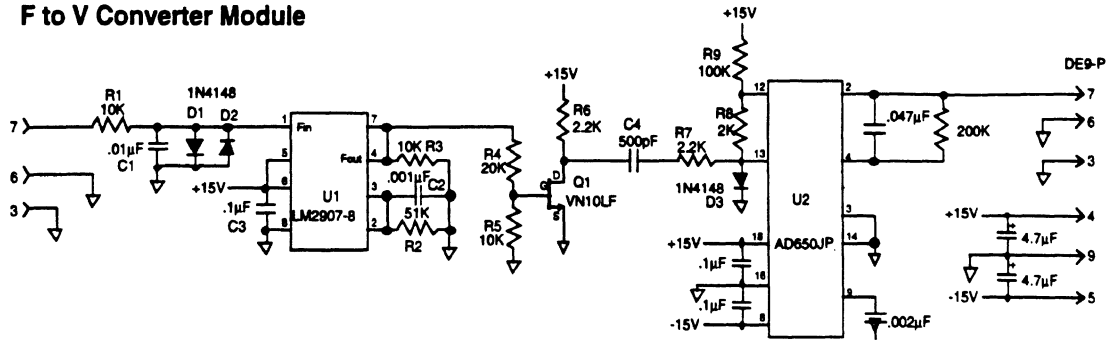 F to V Converter Module
7
R1
10K
.01µF
C1
1N4148
D1 D2
6
3
+15V
.1µF
C3
1
Fin
7
5
Fout
4
6
U1
3
LM2907-8
8
2
10K R3
.001µF
C2
51K
R2
R4
20K
R5
10K
+15V
R6
2.2K
D
G
S
Q1
VN10LF
C4
500pF
R7
2.2K
+15V
R9
100K
R8
2K
1N4148
D3
12
13
U2
AD650JP
18
16
8
2
4
3
14
9
+15V
.1µF
.1µF
-15V
.047µF
200K
.002µF
DE9-P
7
6
3
+15V
4
+
4.7µF
9
+
4.7µF
-15V
5